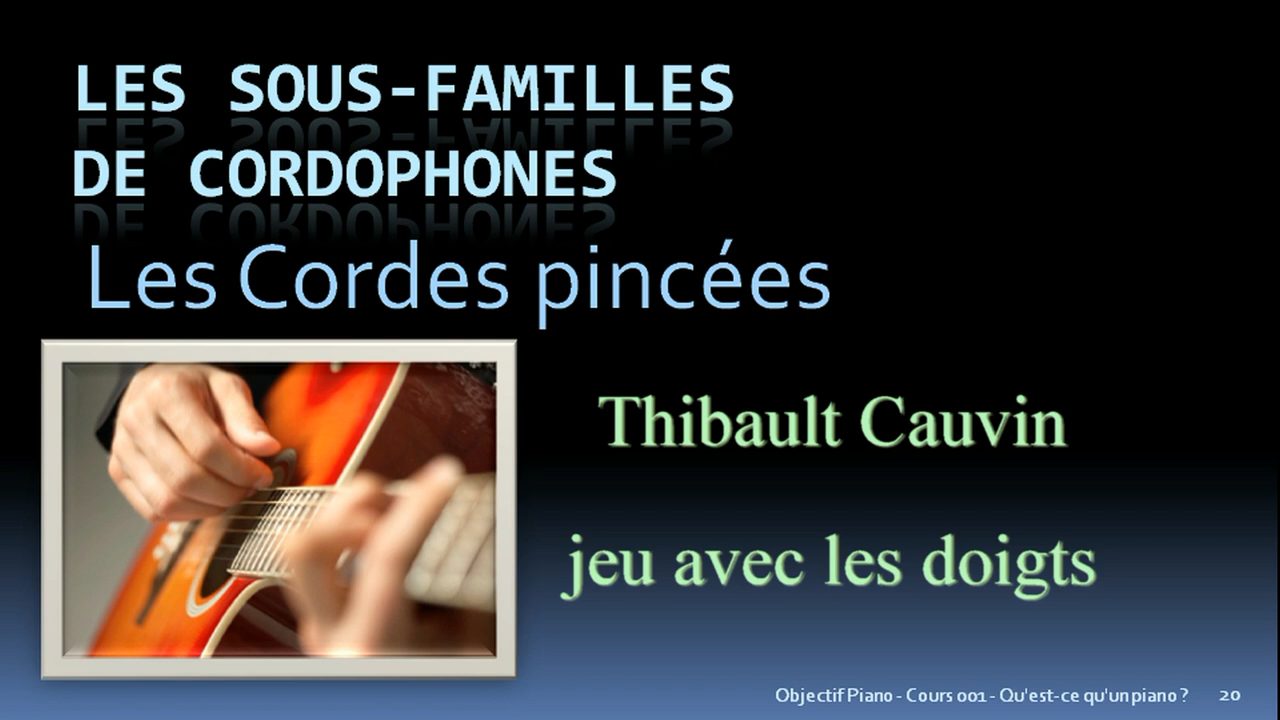 LES SOUS-FAMILLES
DE CORDOPHONES
Les Cordes pincées
Thibault Cauvin
jeu avec les doigts
Objectif Piano - Cours 001 - Qu'est-ce qu'un piano ? 20